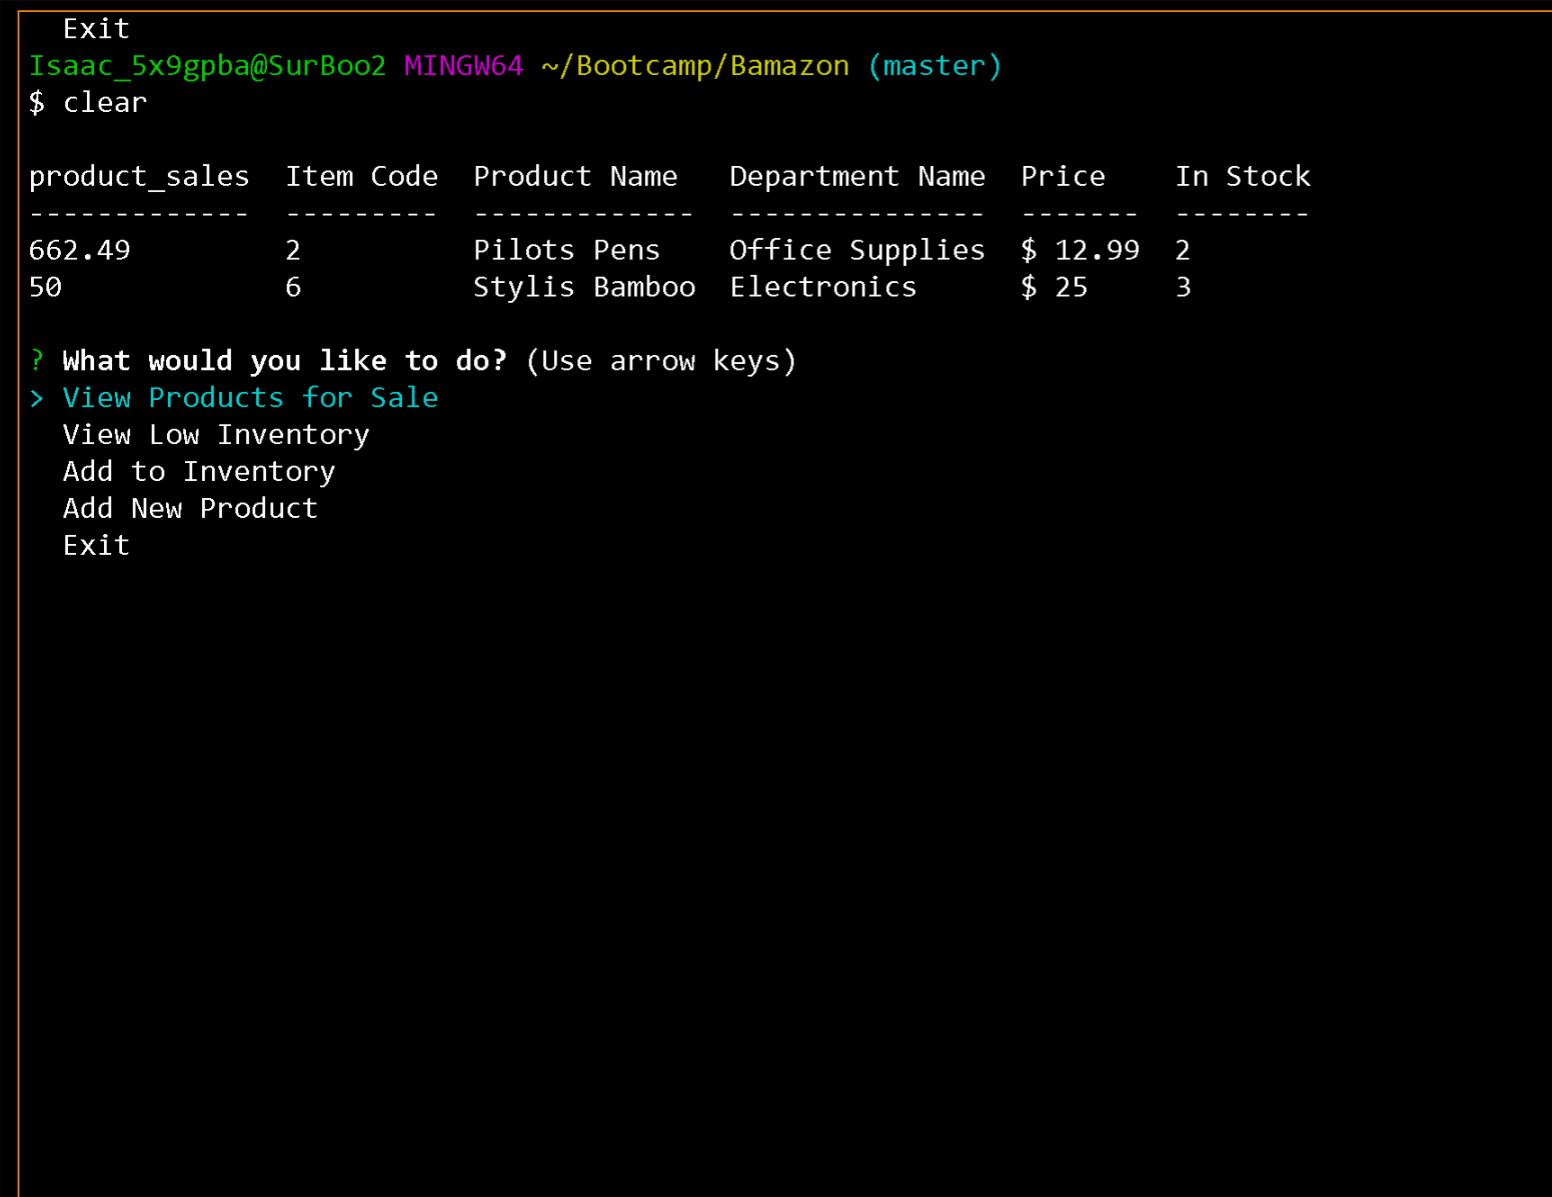 Exit
Isaac_5x9gpba@SurBoo2 MINGW64 ~/Bootcamp/Bamazon (master)
$ clear
product_sales  Item Code  Product Name   Department Name  Price    In Stock
-------------  ---------  -------------  ---------------  -------  --------
662.49         2          Pilots Pens    Office Supplies  $ 12.99  2
50             6          Stylis Bamboo  Electronics      $ 25     3
? What would you like to do? (Use arrow keys)
> View Products for Sale
View Low Inventory
Add to Inventory
Add New Product
Exit